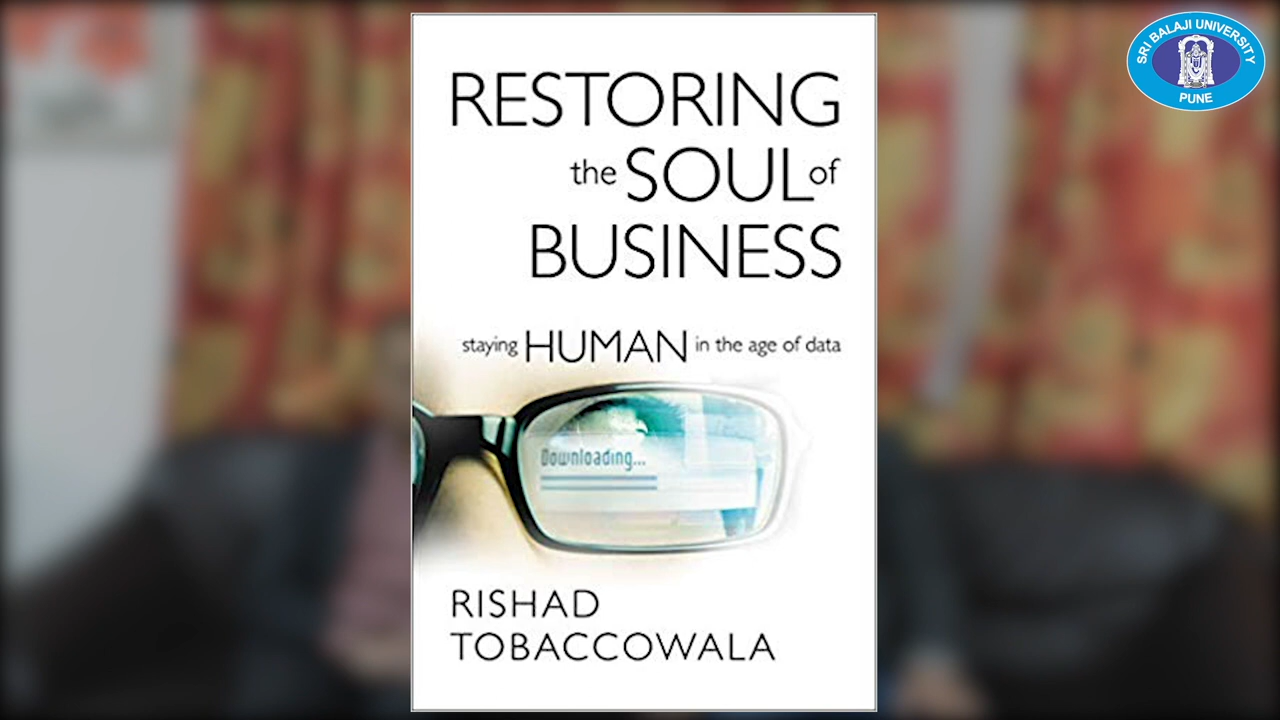 RESTORING
the SOUL of
BUSINESS
staying HUMAN in the age of data
Downloading...
RISHAD
TOBACCOWALA
SRI BALAJI UNIVERSITY
PUNE